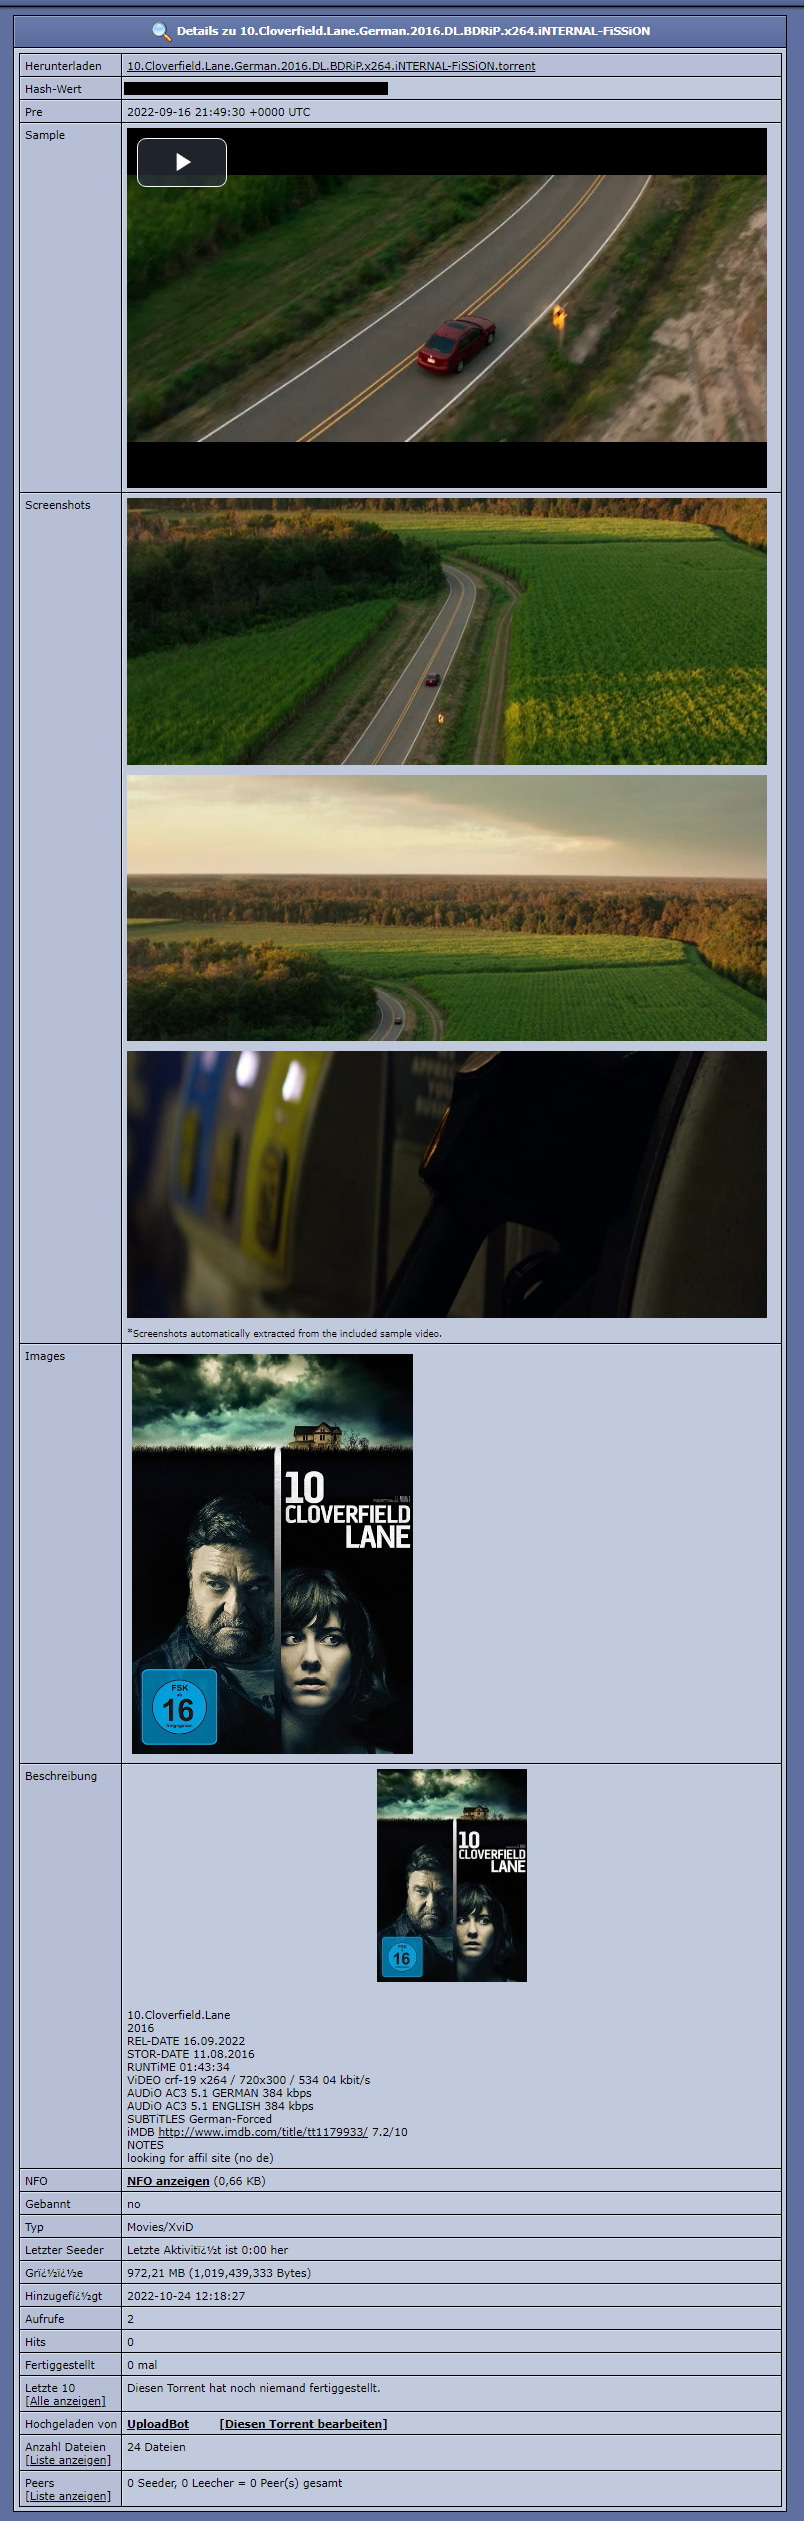 Details zu 10.Cloverfield.Lane.German.2016.DL.BDRiP.x264.iNTERNAL-FiSSiON
Herunterladen 10.Cloverfield.Lane.German.2016.DL.BDRiP.x264.iNTERNAL-FiSSiON.torrent
Hash-Wert
Pre 2022-09-16 21:49:30 +0000 UTC
Sample
Screenshots
*Screenshots automatically extracted from the included sample video.
Images
10
CLOVERFIELD
LANE
FSK
ab
16
freigegeben
Beschreibung
10
CLOVERFIELD
LANE
FSK
16
10.Cloverfield.Lane
2016
REL-DATE 16.09.2022
STOR-DATE 11.08.2016
RUNTiME 01:43:34
ViDEO crf-19 x264 / 720x300 / 534 04 kbit/s
AUDiO AC3 5.1 GERMAN 384 kbps
AUDiO AC3 5.1 ENGLISH 384 kbps
SUBTiTLES German-Forced
iMDB http://www.imdb.com/title/tt1179933/ 7.2/10
NOTES
looking for affil site (no de)
NFO NFO anzeigen (0,66 KB)
Gebannt no
Typ Movies/XviD
Letzter Seeder Letzte Aktivitï¿½t ist 0:00 her
Grï¿½ï¿½e 972,21 MB (1,019,439,333 Bytes)
Hinzugefï¿½gt 2022-10-24 12:18:27
Aufrufe 2
Hits 0
Fertiggestellt 0 mal
Letzte 10 Diesen Torrent hat noch niemand fertiggestellt.
[Alle anzeigen]
Hochgeladen von UploadBot [Diesen Torrent bearbeiten]
Anzahl Dateien 24 Dateien
[Liste anzeigen]
Peers 0 Seeder, 0 Leecher = 0 Peer(s) gesamt
[Liste anzeigen]